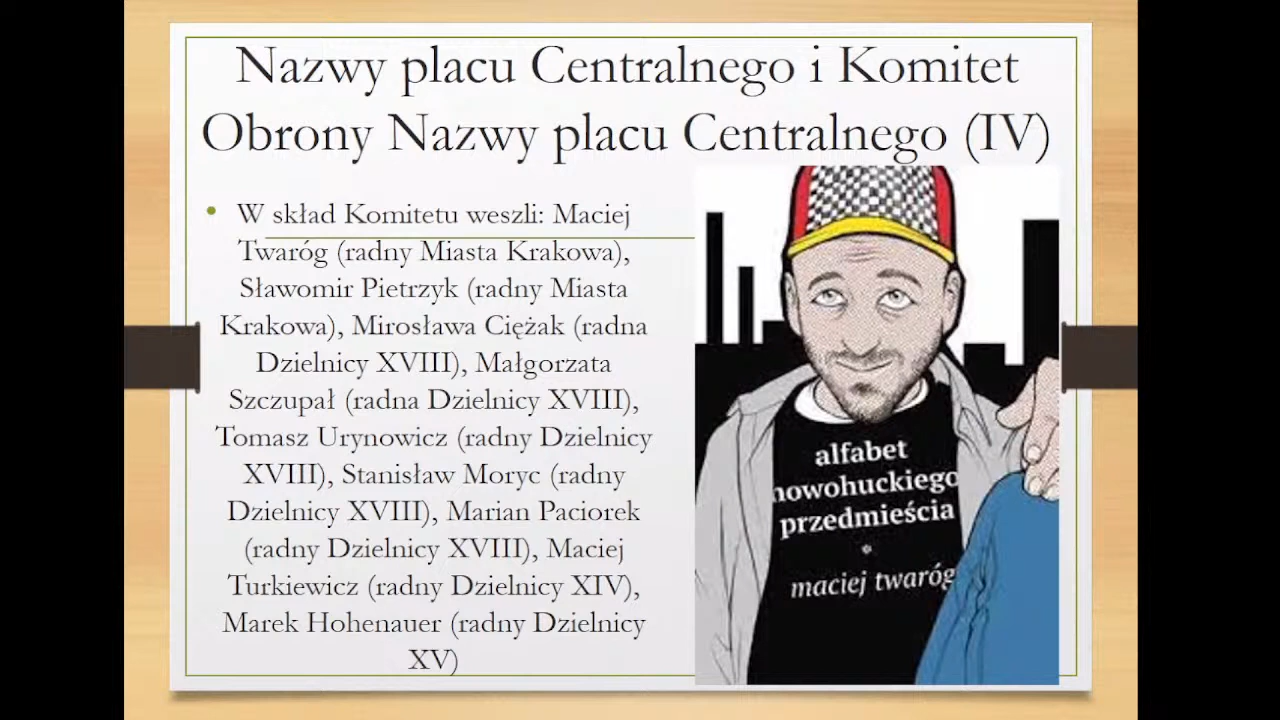 Nazwy placu Centralnego i Komitet
Obrony Nazwy placu Centralnego (IV)
• W skład Komitetu weszli: Maciej
Twaróg (radny Miasta Krakowa),
Sławomir Pietrzyk (radny Miasta
Krakowa), Mirosława Ciężak (radna
Dzielnicy XVIII), Małgorzata
Szczupał (radna Dzielnicy XVIII),
Tomasz Urynowicz (radny Dzielnicy
XVIII), Stanisław Moryc (radny
Dzielnicy XVIII), Marian Paciorek
(radny Dzielnicy XVIII), Maciej
Turkiewicz (radny Dzielnicy XIV),
Marek Hohenauer (radny Dzielnicy
XV)
alfabet
nowohuckiego
przedmieścia
*
maciej twaróg